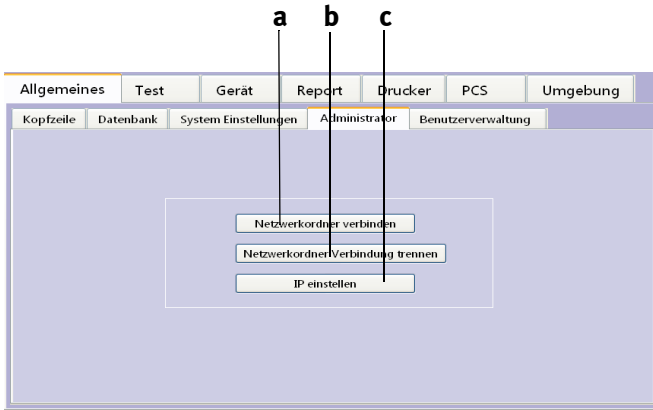 a b c
Allgemeines Test Gerät Report Drucker PCS Umgebung
Kopfzeile Datenbank System Einstellungen Administrator Benutzerverwaltung
Netzwerkordner verbinden
Netzwerkordner Verbindung trennen
IP einstellen